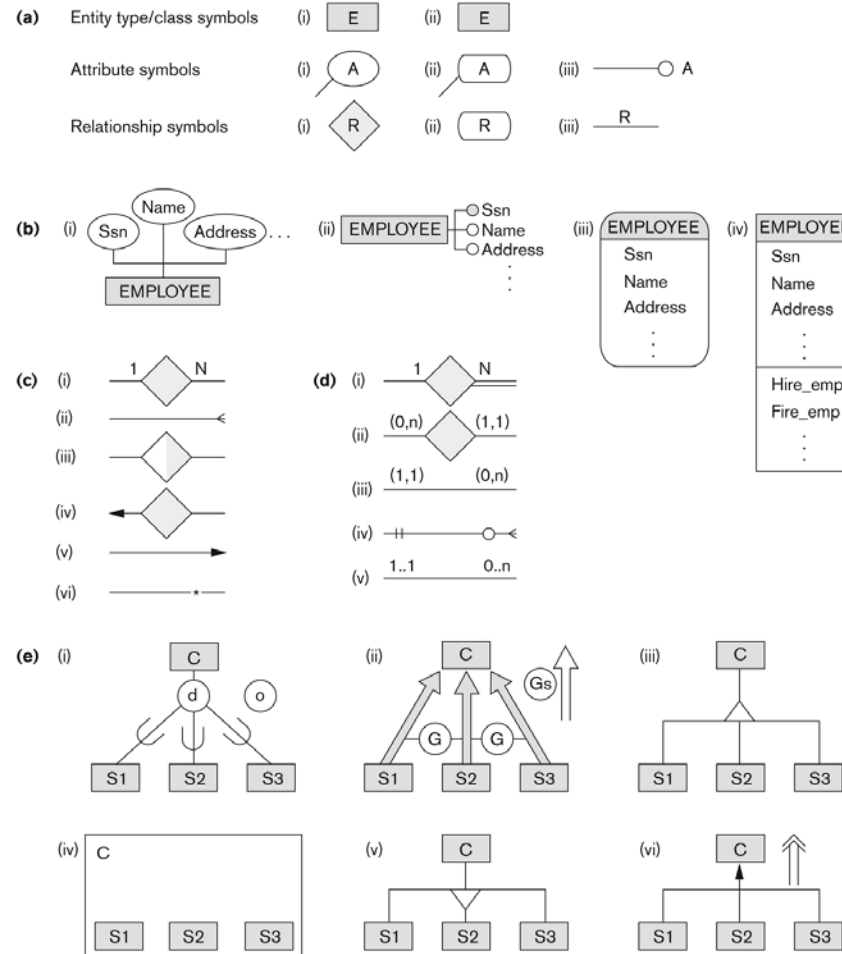 (a) Entity type/class symbols (i) E (ii) E
Attribute symbols (i) A (ii) A (iii) A
Relationship symbols (i) R (ii) R (iii) R
(b) (i) Ssn Name Address . . .
EMPLOYEE
(ii) EMPLOYEE
Ssn
Name
Address
(iii) EMPLOYEE
Ssn
Name
Address
(iv) EMPLOYEE
Ssn
Name
Address
Hire_emp
Fire_emp
(c) (i) 1 N
(ii)
(iii)
(iv)
(v)
(vi) *
(d) (i) 1 N
(ii) (0,n) (1,1)
(iii) (1,1) (0,n)
(iv)
(v) 1..1 0..n
(e) (i) C
d o
S1 S2 S3
(ii) C
Gs
G G
S1 S2 S3
(iii) C
S1 S2 S3
(iv) C
S1 S2 S3
(v) C
S1 S2 S3
(vi) C
S1 S2 S3